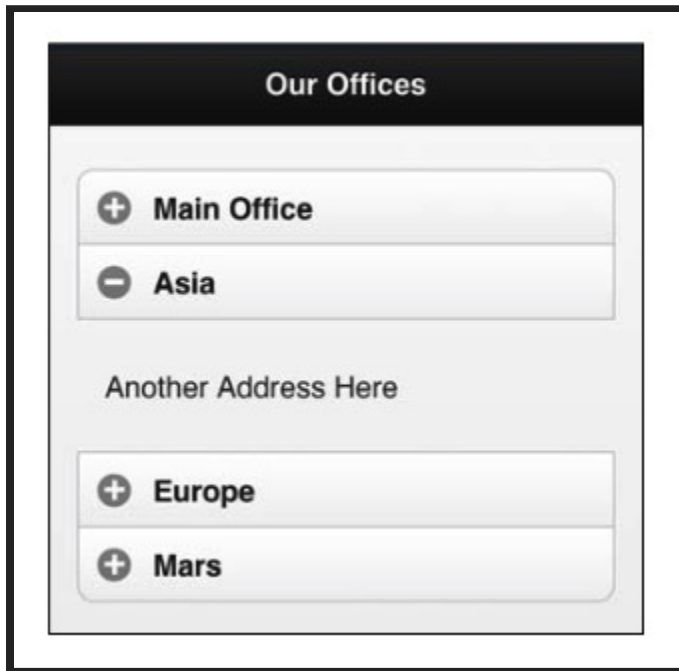 Our Offices
Main Office
Asia
Another Address Here
Europe
Mars